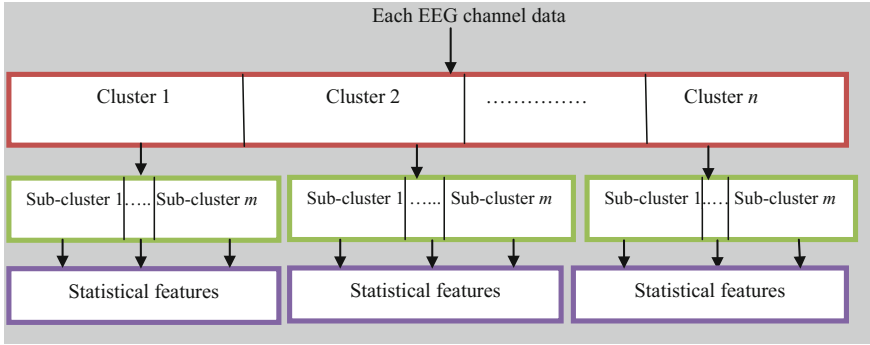 Each EEG channel data
Cluster 1 Cluster 2 …………… Cluster n
Sub-cluster 1 ….. Sub-cluster m Sub-cluster 1 …... Sub-cluster m Sub-cluster 1 ..… Sub-cluster m
Statistical features Statistical features Statistical features